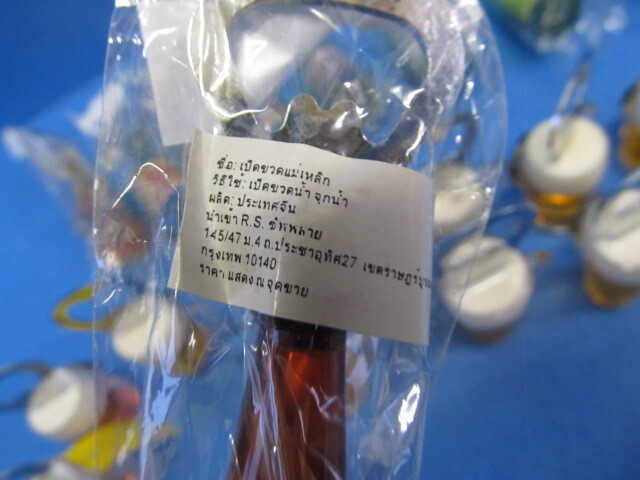 ชื่อ: เปิดขวดแม่เหล็ก
วิธีใช้: เปิดขวดน้ำ จุกน้ำ
ผลิต: ประเทศจีน
นำเข้า R.S. ซัพพลาย
145/47 ม.4 ถ.ประชาอุทิศ27 เขตราษฎร์บูรณะ
กรุงเทพ 10140
ราคา แสดง ณ จุดขาย